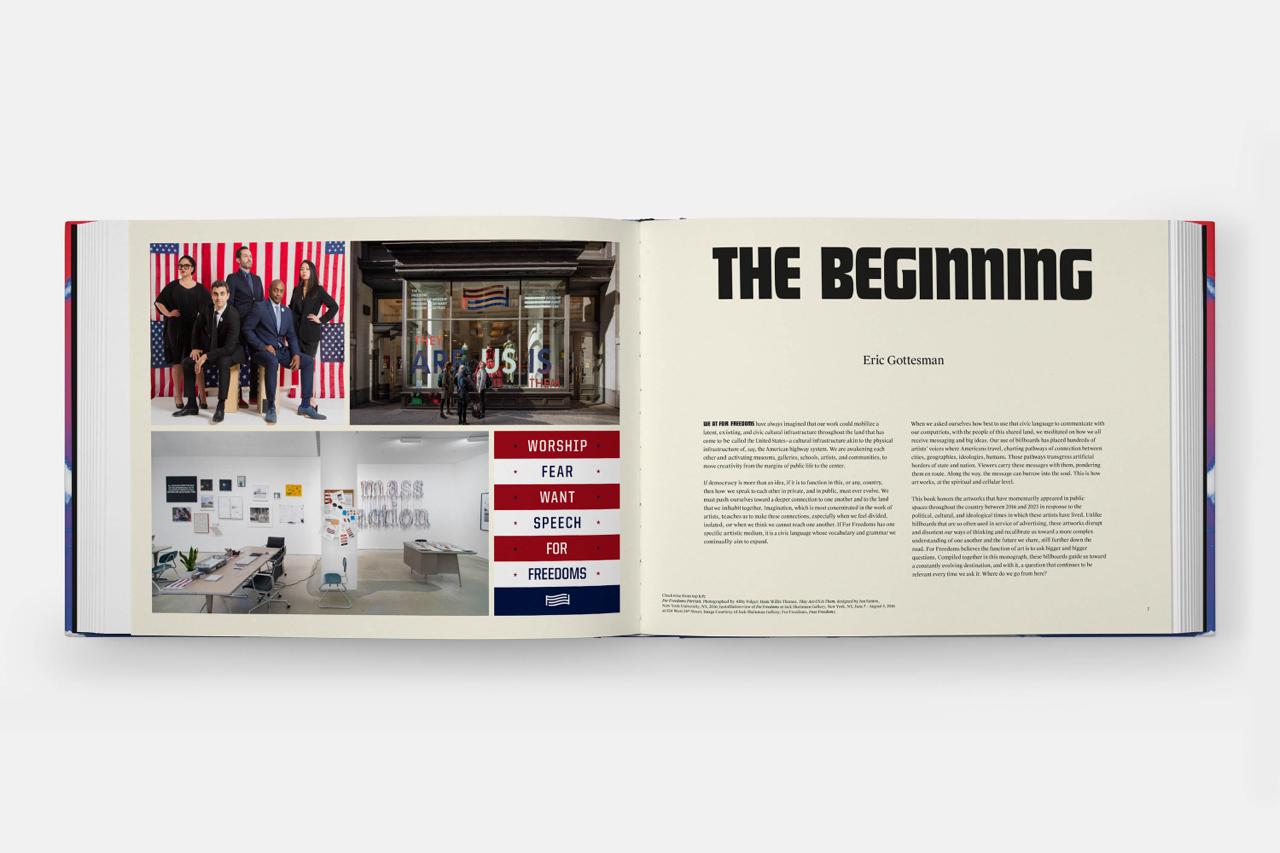 THEY
ARE US IS
THEM
mass
action
WORSHIP
FEAR
WANT
SPEECH
FOR
FREEDOMS
THE BEGINNING
Eric Gottesman
WE AT FOR FREEDOMS have always imagined that our work could mobilize a
latent, existing, and civic cultural infrastructure throughout the land that has
come to be called the United States–a cultural infrastructure akin to the physical
infrastructure of, say, the American highway system. We are awakening each
other and activating museums, galleries, schools, artists, and communities, to
move creativity from the margins of public life to the center.
If democracy is more than an idea, if it is to function in this, or any, country,
then how we speak to each other in private, and in public, must ever evolve. We
must push ourselves toward a deeper connection to one another and to the land
that we inhabit together. Imagination, which is most concentrated in the work of
artists, teaches us to make these connections, especially when we feel divided,
isolated, or when we think we cannot reach one another. If For Freedoms has one
specific artistic medium, it is a civic language whose vocabulary and grammar we
continually aim to expand.
When we asked ourselves how best to use that civic language to communicate with
our compatriots, with the people of this shared land, we meditated on how we all
receive messaging and big ideas. Our use of billboards has placed hundreds of
artists' voices where Americans travel, charting pathways of connection between
cities, geographies, ideologies, humans. Those pathways transgress artificial
borders of state and nation. Viewers carry these messages with them, pondering
them en route. Along the way, the message can burrow into the soul. This is how
art works, at the spiritual and cellular level.
This book honors the artworks that have momentarily appeared in public
spaces throughout the country between 2016 and 2023 in response to the
political, cultural, and ideological times in which these artists have lived. Unlike
billboards that are so often used in service of advertising, these artworks disrupt
and disorient our ways of thinking and recalibrate us toward a more complex
understanding of one another and the future we share, still further down the
road. For Freedoms believes the function of art is to ask bigger and bigger
questions. Compiled together in this monograph, these billboards guide us toward
a constantly evolving destination, and with it, a question that continues to be
relevant every time we ask it: Where do we go from here?
Clockwise from top left:
For Freedoms Portrait, Photographed by Abby Folger; Hank Willis Thomas, They Are Us Is Them, designed by Jon Santos,
New York University, NY, 2016; Installation view of For Freedoms at Jack Shainman Gallery, New York, NY, June 7 - August 5, 2016
at 524 West 24th Street; Image Courtesy of Jack Shainman Gallery; For Freedoms, Four Freedoms.